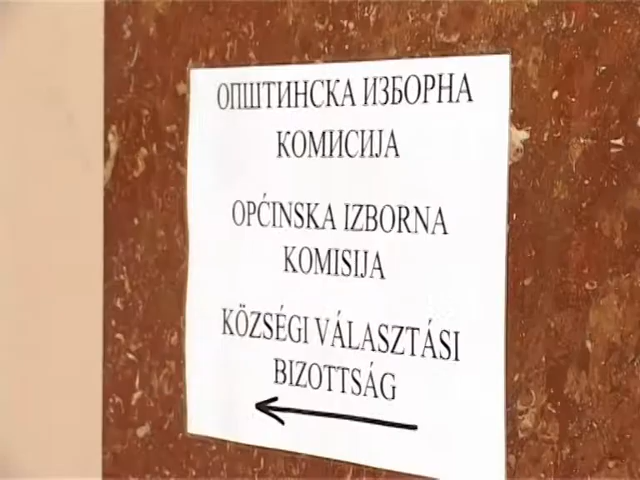 ОПШТИНСКА ИЗБОРНА
КОМИСИЈА
OPĆINSKA IZBORNA
KOMISIJA
KÖZSÉGI VÁLASZTÁSI
BIZOTTSÁG